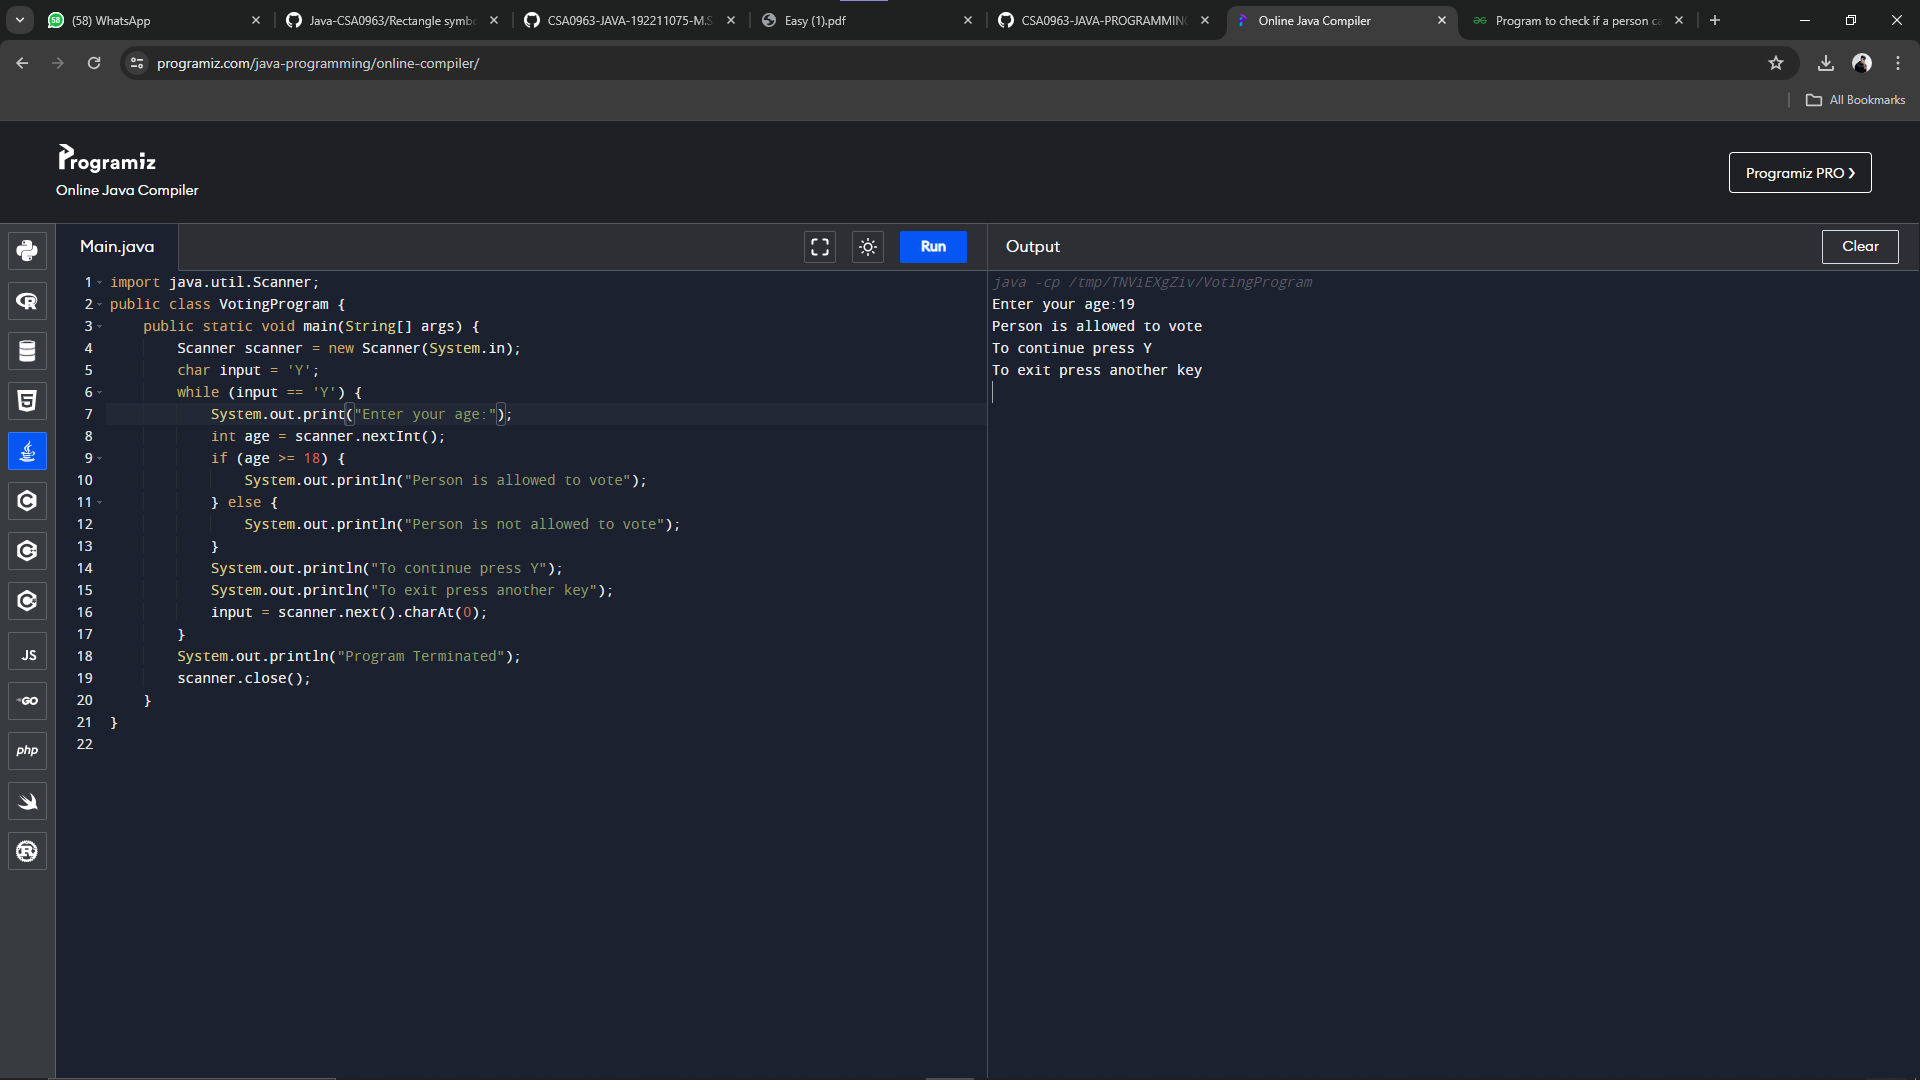 (58) WhatsApp
Java-CSA0963/Rectangle symbo
CSA0963-JAVA-192211075-M.S
Easy (1).pdf
CSA0963-JAVA-PROGRAMMING
Online Java Compiler
Program to check if a person ca
programiz.com/java-programming/online-compiler/
All Bookmarks
Programiz
Online Java Compiler
Programiz PRO ❯
Main.java
Run
Output
Clear
1 import java.util.Scanner;
2 public class VotingProgram {
3     public static void main(String[] args) {
4         Scanner scanner = new Scanner(System.in);
5         char input = 'Y';
6         while (input == 'Y') {
7             System.out.print("Enter your age:");
8             int age = scanner.nextInt();
9             if (age >= 18) {
10                 System.out.println("Person is allowed to vote");
11             } else {
12                 System.out.println("Person is not allowed to vote");
13             }
14             System.out.println("To continue press Y");
15             System.out.println("To exit press another key");
16             input = scanner.next().charAt(0);
17         }
18         System.out.println("Program Terminated");
19         scanner.close();
20     }
21 }
22
java -cp /tmp/TNViEXgZiv/VotingProgram
Enter your age:19
Person is allowed to vote
To continue press Y
To exit press another key
R
5
C
C
C
JS
GO
php
R